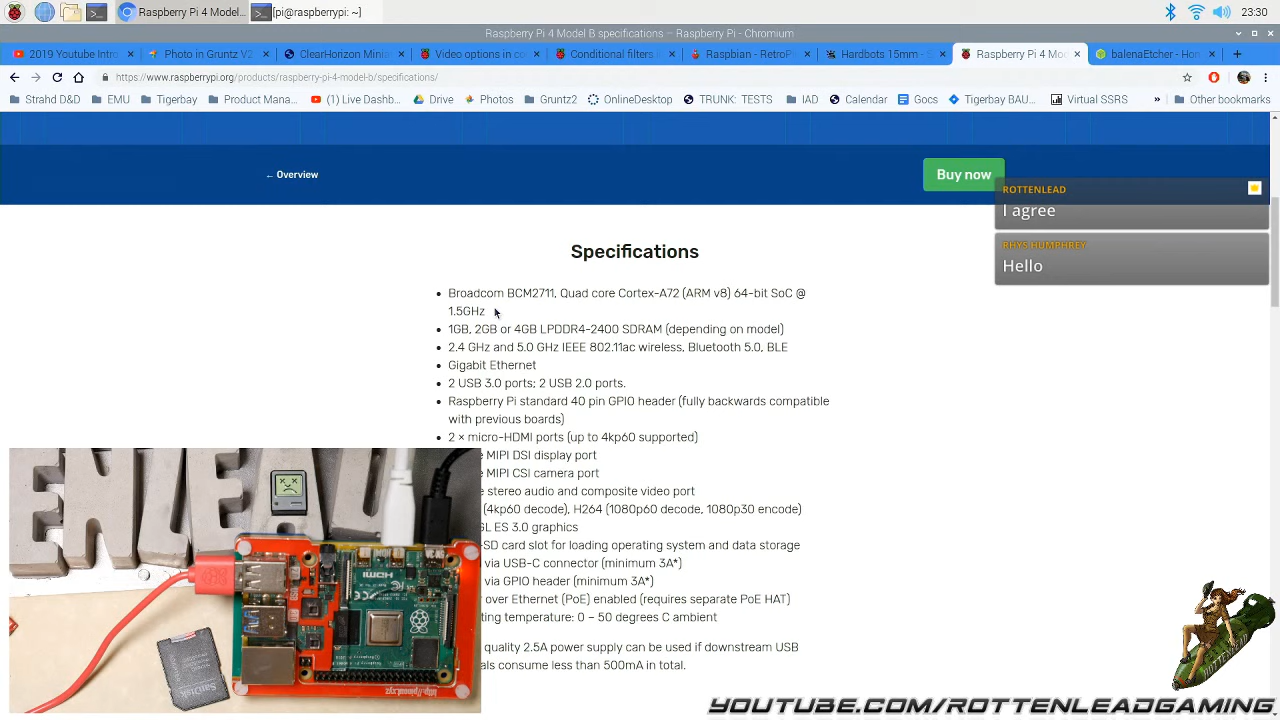 Raspberry Pi 4 Model...
[pi@raspberrypi: ~]
23:30
Raspberry Pi 4 Model B specifications – Raspberry Pi - Chromium
2019 Youtube Intro
Photo in Gruntz V2
ClearHorizon Minia
Video options in co
Conditional filters i
Raspbian - RetroPi
Hardbots 15mm - S
Raspberry Pi 4 Mo
balenaEtcher - Hom
https://www.raspberrypi.org/products/raspberry-pi-4-model-b/specifications/
Strahd D&D
EMU
Tigerbay
Product Mana...
(1) Live Dashb...
Drive
Photos
Gruntz2
OnlineDesktop
TRUNK: TESTS
IAD
Calendar
Gocs
Tigerbay BAU...
Virtual SSRS
»
Other bookmarks
← Overview
Buy now
ROTTENLEAD
I agree
RHYS HUMPHREY
Hello
Specifications
Broadcom BCM2711, Quad core Cortex-A72 (ARM v8) 64-bit SoC @
1.5GHz
1GB, 2GB or 4GB LPDDR4-2400 SDRAM (depending on model)
2.4 GHz and 5.0 GHz IEEE 802.11ac wireless, Bluetooth 5.0, BLE
Gigabit Ethernet
2 USB 3.0 ports; 2 USB 2.0 ports.
Raspberry Pi standard 40 pin GPIO header (fully backwards compatible
with previous boards)
2 × micro-HDMI ports (up to 4kp60 supported)
MIPI DSI display port
MIPI CSI camera port
stereo audio and composite video port
(4kp60 decode), H264 (1080p60 decode, 1080p30 encode)
GL ES 3.0 graphics
-SD card slot for loading operating system and data storage
via USB-C connector (minimum 3A*)
via GPIO header (minimum 3A*)
over Ethernet (PoE) enabled (requires separate PoE HAT)
ting temperature: 0 – 50 degrees C ambient
quality 2.5A power supply can be used if downstream USB
als consume less than 500mA in total.
HDMI
SanDisk
YOUTUBE.COM/ROTTENLEADGAMING